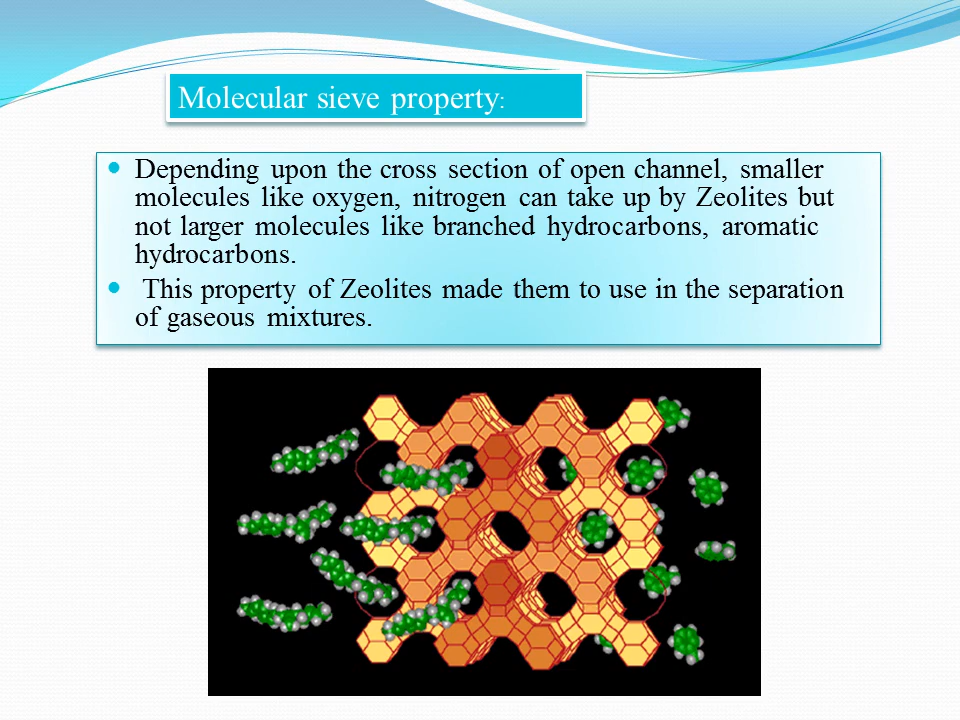 Molecular sieve property:
● Depending upon the cross section of open channel, smaller
molecules like oxygen, nitrogen can take up by Zeolites but
not larger molecules like branched hydrocarbons, aromatic
hydrocarbons.
● This property of Zeolites made them to use in the separation
of gaseous mixtures.